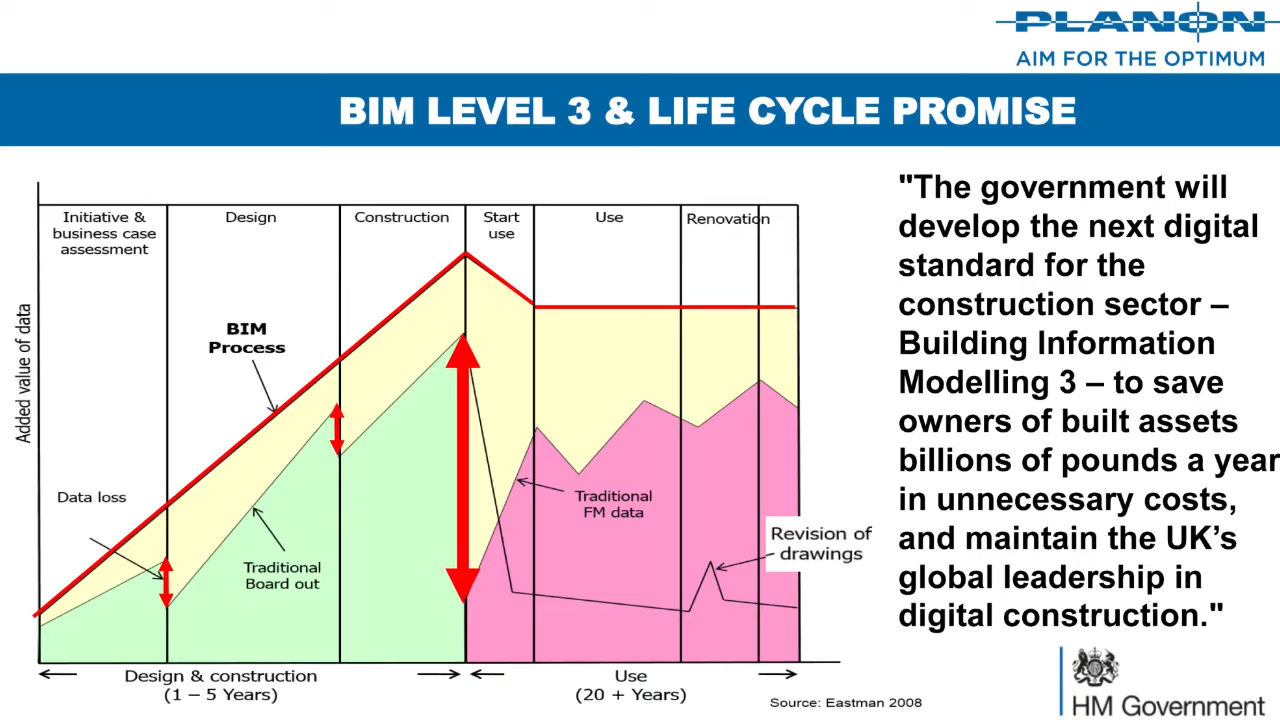 PLANON
AIM FOR THE OPTIMUM
BIM LEVEL 3 & LIFE CYCLE PROMISE
Initiative &
business case
assessment
Design
Construction
Start
use
Use
Renovation
Added value of data
BIM
Process
Data loss
Traditional
Board out
Traditional
FM data
Revision of
drawings
Design & construction
(1 – 5 Years)
Use
(20 + Years)
Source: Eastman 2008
"The government will
develop the next digital
standard for the
construction sector –
Building Information
Modelling 3 – to save
owners of built assets
billions of pounds a year
in unnecessary costs,
and maintain the UK’s
global leadership in
digital construction."
HM Government